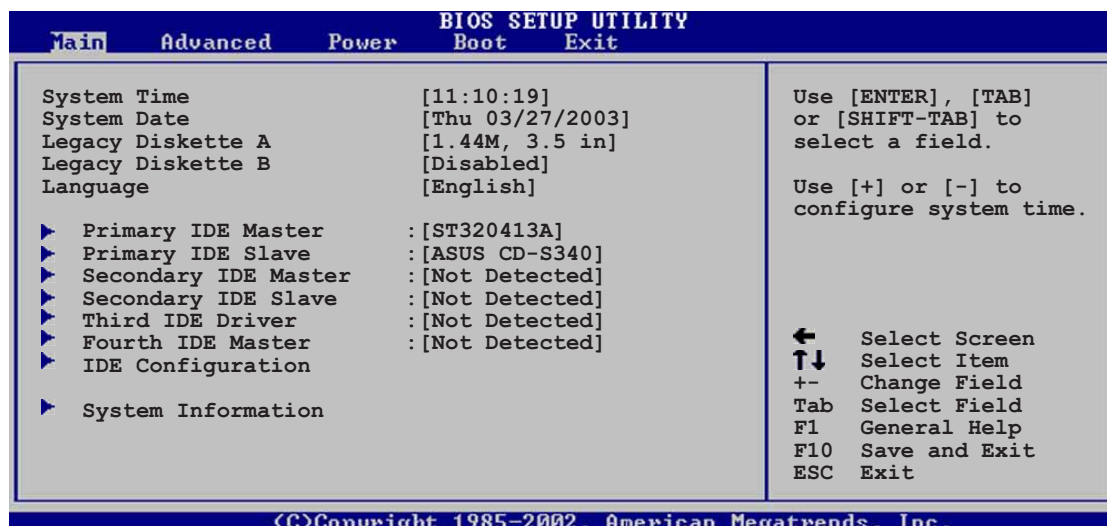 BIOS SETUP UTILITY
Main Advanced Power Boot Exit
System Time [11:10:19]
System Date [Thu 03/27/2003]
Legacy Diskette A [1.44M, 3.5 in]
Legacy Diskette B [Disabled]
Language [English]
Primary IDE Master :[ST320413A]
Primary IDE Slave :[ASUS CD-S340]
Secondary IDE Master :[Not Detected]
Secondary IDE Slave :[Not Detected]
Third IDE Driver :[Not Detected]
Fourth IDE Master :[Not Detected]
IDE Configuration
System Information
Use [ENTER], [TAB]
or [SHIFT-TAB] to
select a field.
Use [+] or [-] to
configure system time.
← Select Screen
↑↓ Select Item
+- Change Field
Tab Select Field
F1 General Help
F10 Save and Exit
ESC Exit
(C)Copyright 1985-2002, American Megatrends, Inc.